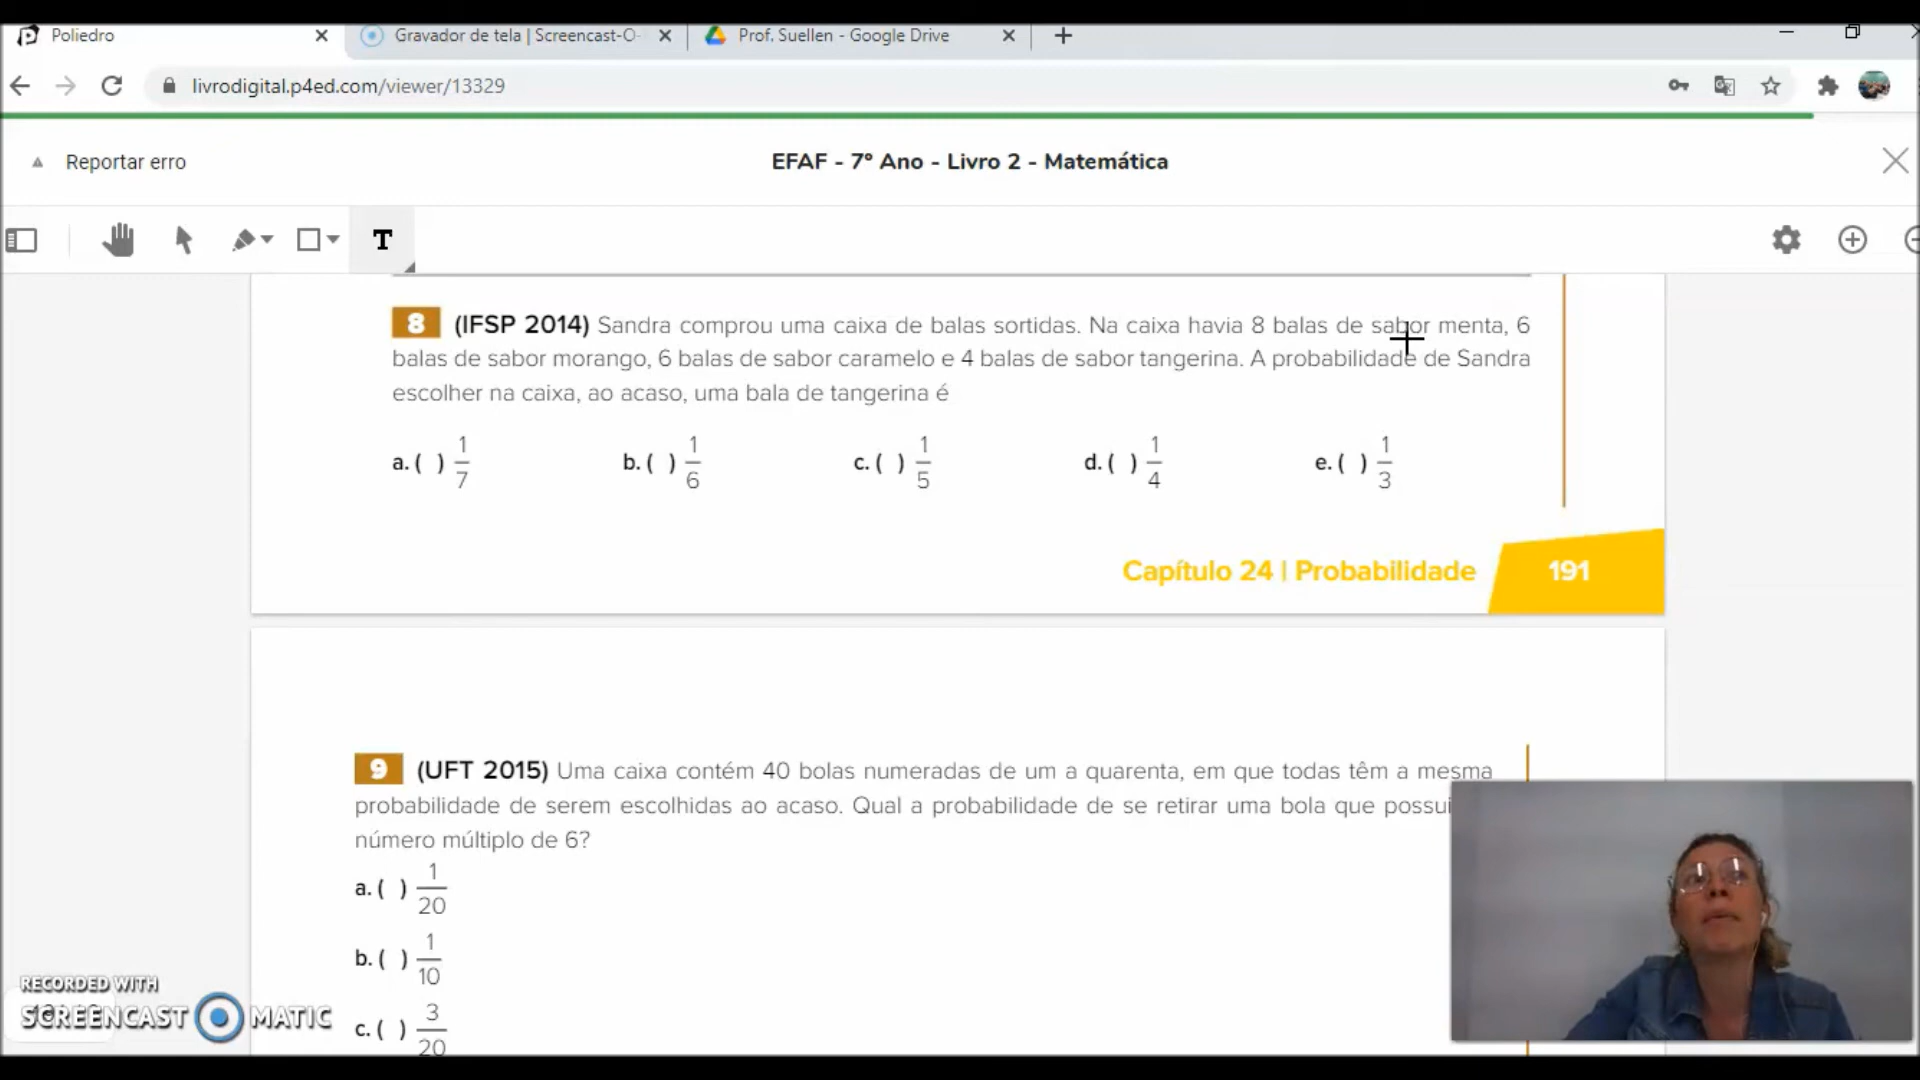 Poliedro
Gravador de tela | Screencast-O-
Prof. Suellen - Google Drive
livrodigital.p4ed.com/viewer/13329
Reportar erro
EFAF - 7º Ano - Livro 2 - Matemática
T
8 (IFSP 2014) Sandra comprou uma caixa de balas sortidas. Na caixa havia 8 balas de sabor menta, 6
balas de sabor morango, 6 balas de sabor caramelo e 4 balas de sabor tangerina. A probabilidade de Sandra
escolher na caixa, ao acaso, uma bala de tangerina é
a. ( ) 1/7 b. ( ) 1/6 c. ( ) 1/5 d. ( ) 1/4 e. ( ) 1/3
Capítulo 24 | Probabilidade 191
9 (UFT 2015) Uma caixa contém 40 bolas numeradas de um a quarenta, em que todas têm a mesma
probabilidade de serem escolhidas ao acaso. Qual a probabilidade de se retirar uma bola que possui
número múltiplo de 6?
a. ( ) 1/20
b. ( ) 1/10
c. ( ) 3/20
RECORDED WITH
SCREENCAST MATIC